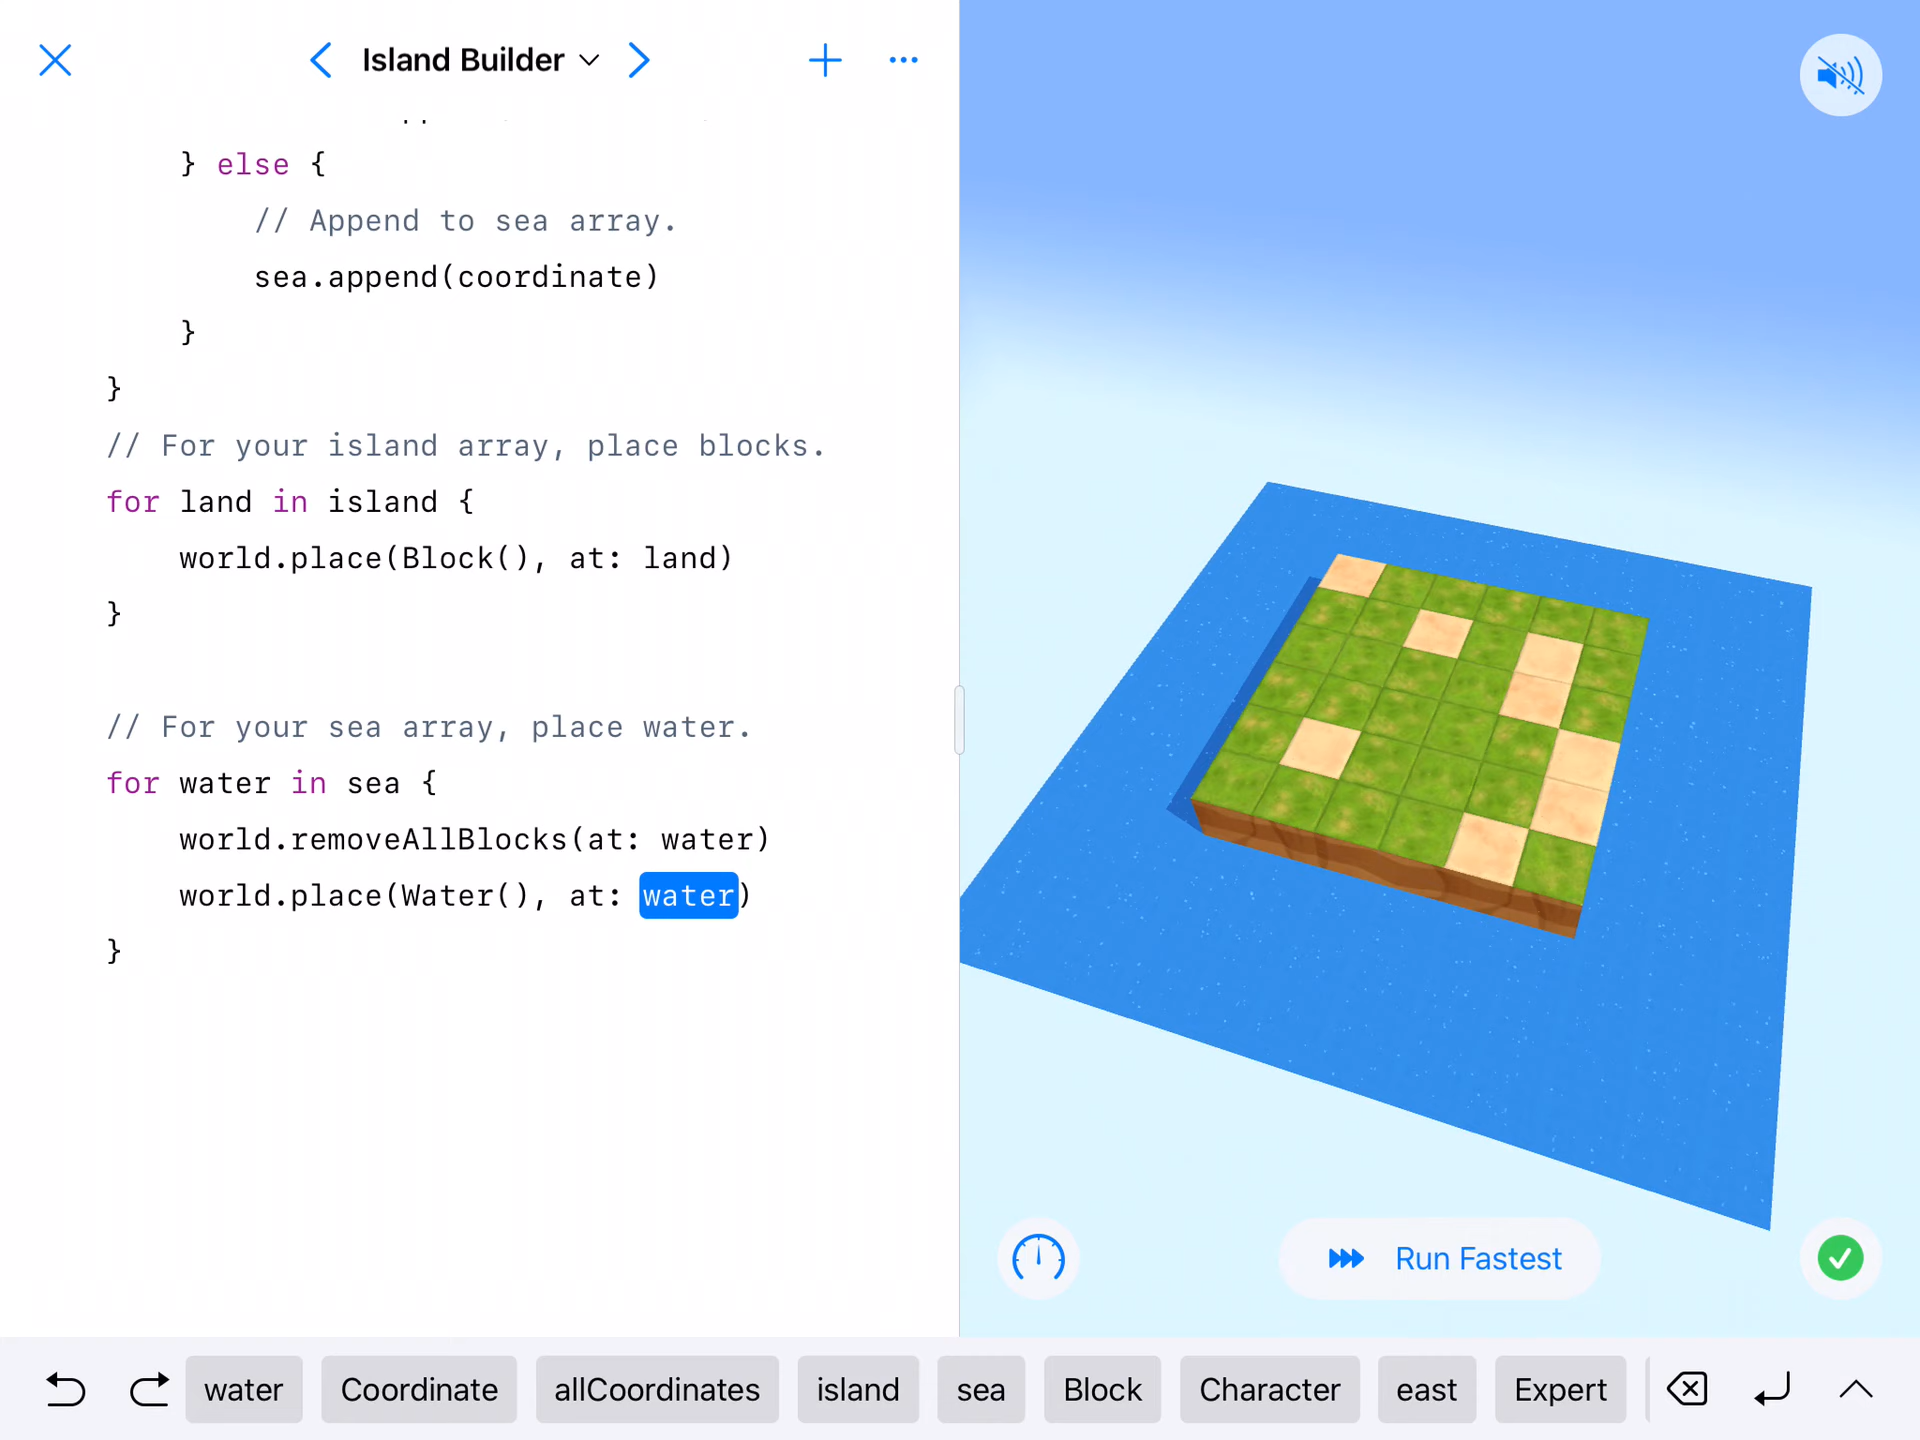 Island Builder
} else {
// Append to sea array.
sea.append(coordinate)
}
}
// For your island array, place blocks.
for land in island {
world.place(Block(), at: land)
}
// For your sea array, place water.
for water in sea {
world.removeAllBlocks(at: water)
world.place(Water(), at: water)
}
Run Fastest
water Coordinate allCoordinates island sea Block Character east Expert